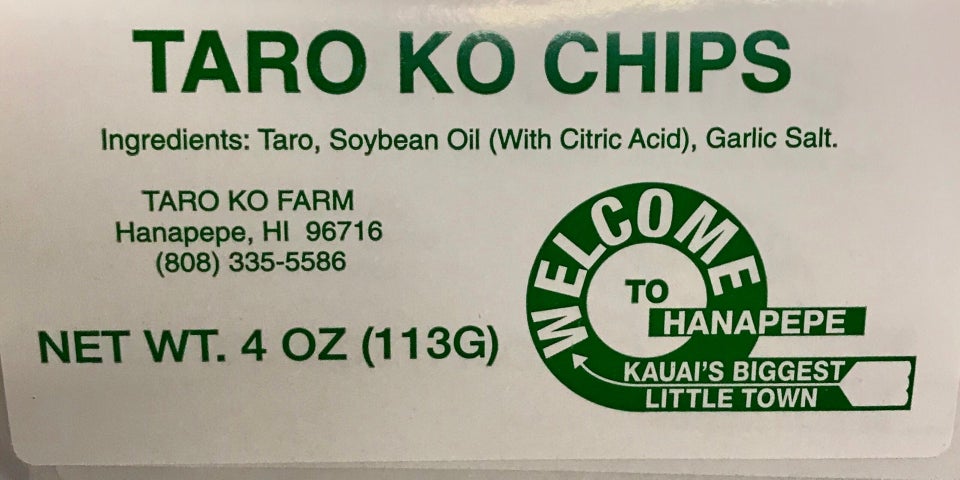 TARO KO CHIPS
Ingredients: Taro, Soybean Oil (With Citric Acid), Garlic Salt.
TARO KO FARM
Hanapepe, HI 96716
(808) 335-5586
NET WT. 4 OZ (113G)
WELCOME
TO
HANAPEPE
KAUAI'S BIGGEST
LITTLE TOWN